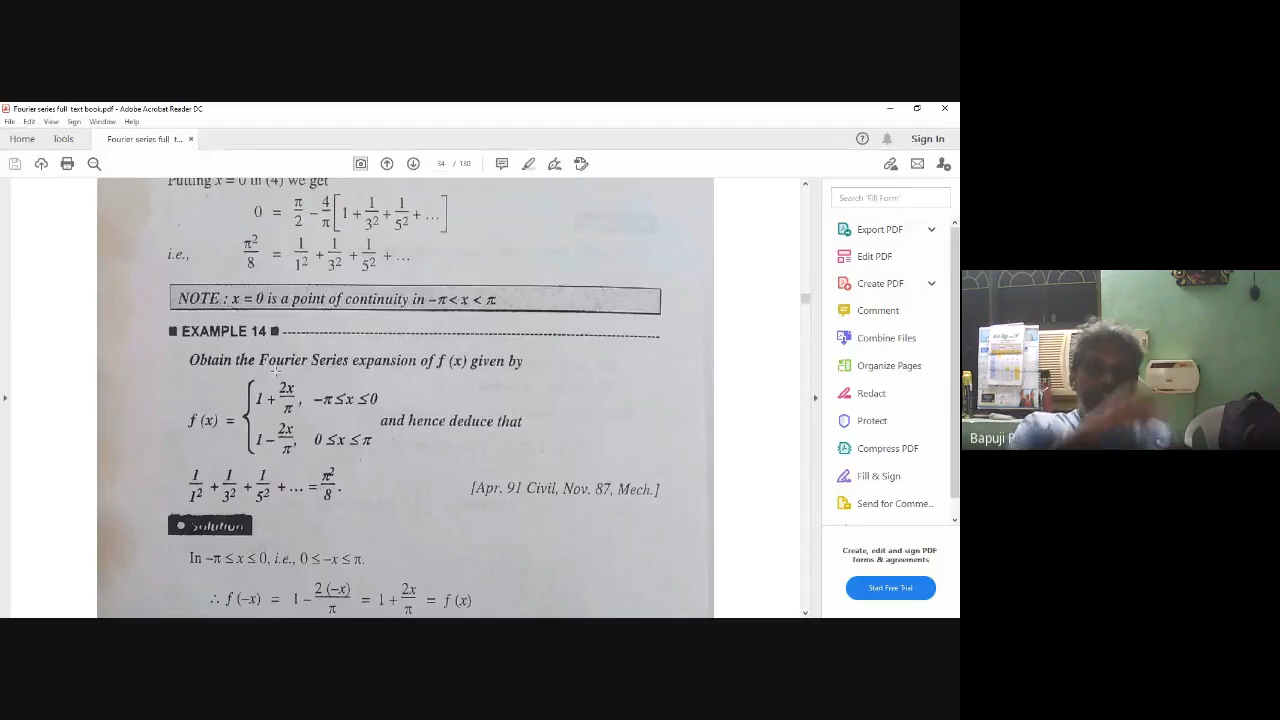 Fourier series full text book.pdf - Adobe Acrobat Reader DC
File Edit View Sign Window Help
Home Tools Fourier series full t... × Sign In
34 / 130
Putting x = 0 in (4) we get
0 = π/2 − 4/π [1 + 1/3² + 1/5² + ...]
i.e., π²/8 = 1/1² + 1/3² + 1/5² + ...
NOTE : x = 0 is a point of continuity in −π < x < π.
■ EXAMPLE 14 ■
Obtain the Fourier Series expansion of f (x) given by
f (x) = { 1 + 2x/π, −π ≤ x ≤ 0
1 − 2x/π, 0 ≤ x ≤ π and hence deduce that
1/1² + 1/3² + 1/5² + ... = π²/8.
[Apr. 91 Civil, Nov. 87, Mech.]
Solution
In −π ≤ x ≤ 0, i.e., 0 ≤ −x ≤ π.
∴ f (−x) = 1 − 2 (−x)/π = 1 + 2x/π = f (x)
Search 'Fill Form'
Export PDF
Edit PDF
Create PDF
Comment
Combine Files
Organize Pages
Redact
Protect
Compress PDF
Fill & Sign
Send for Comme...
Create, edit and sign PDF
forms & agreements
Start Free Trial
Bapuji